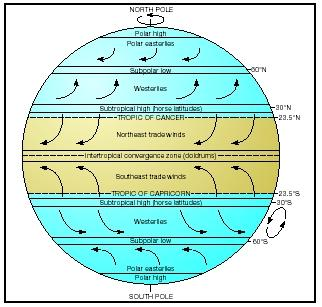 NORTH POLE
Polar high
Polar easterlies
Subpolar low
60°N
Westerlies
Subtropical high (horse latitudes)
30°N
TROPIC OF CANCER
23.5°N
Northeast tradewinds
Intertropical convergence zone (doldrums)
Southeast tradewinds
TROPIC OF CAPRICORN
23.5°S
Subtropical high (horse latitudes)
30°S
Westerlies
Subpolar low
60°S
Polar easterlies
Polar high
SOUTH POLE